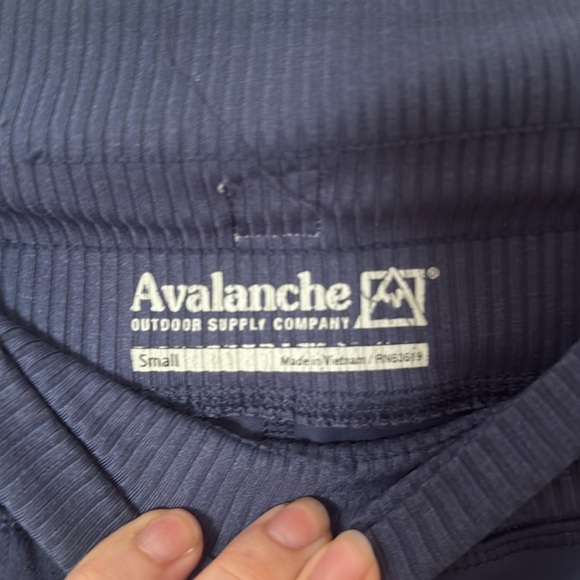 Avalanche®
OUTDOOR SUPPLY COMPANY
Small Made in Vietnam / RN63619